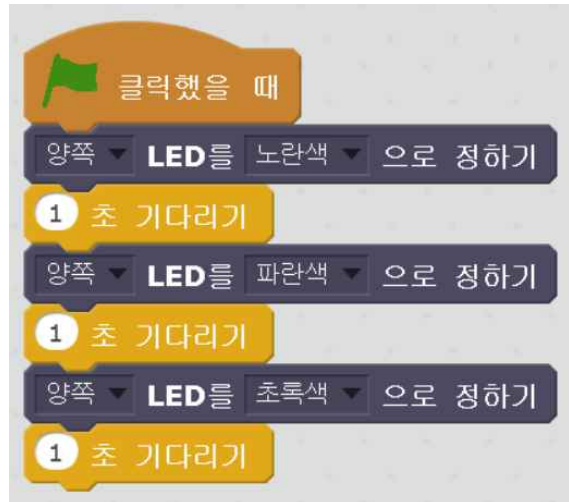 클릭했을 때
양쪽 LED를 노란색 으로 정하기
1 초 기다리기
양쪽 LED를 파란색 으로 정하기
1 초 기다리기
양쪽 LED를 초록색 으로 정하기
1 초 기다리기